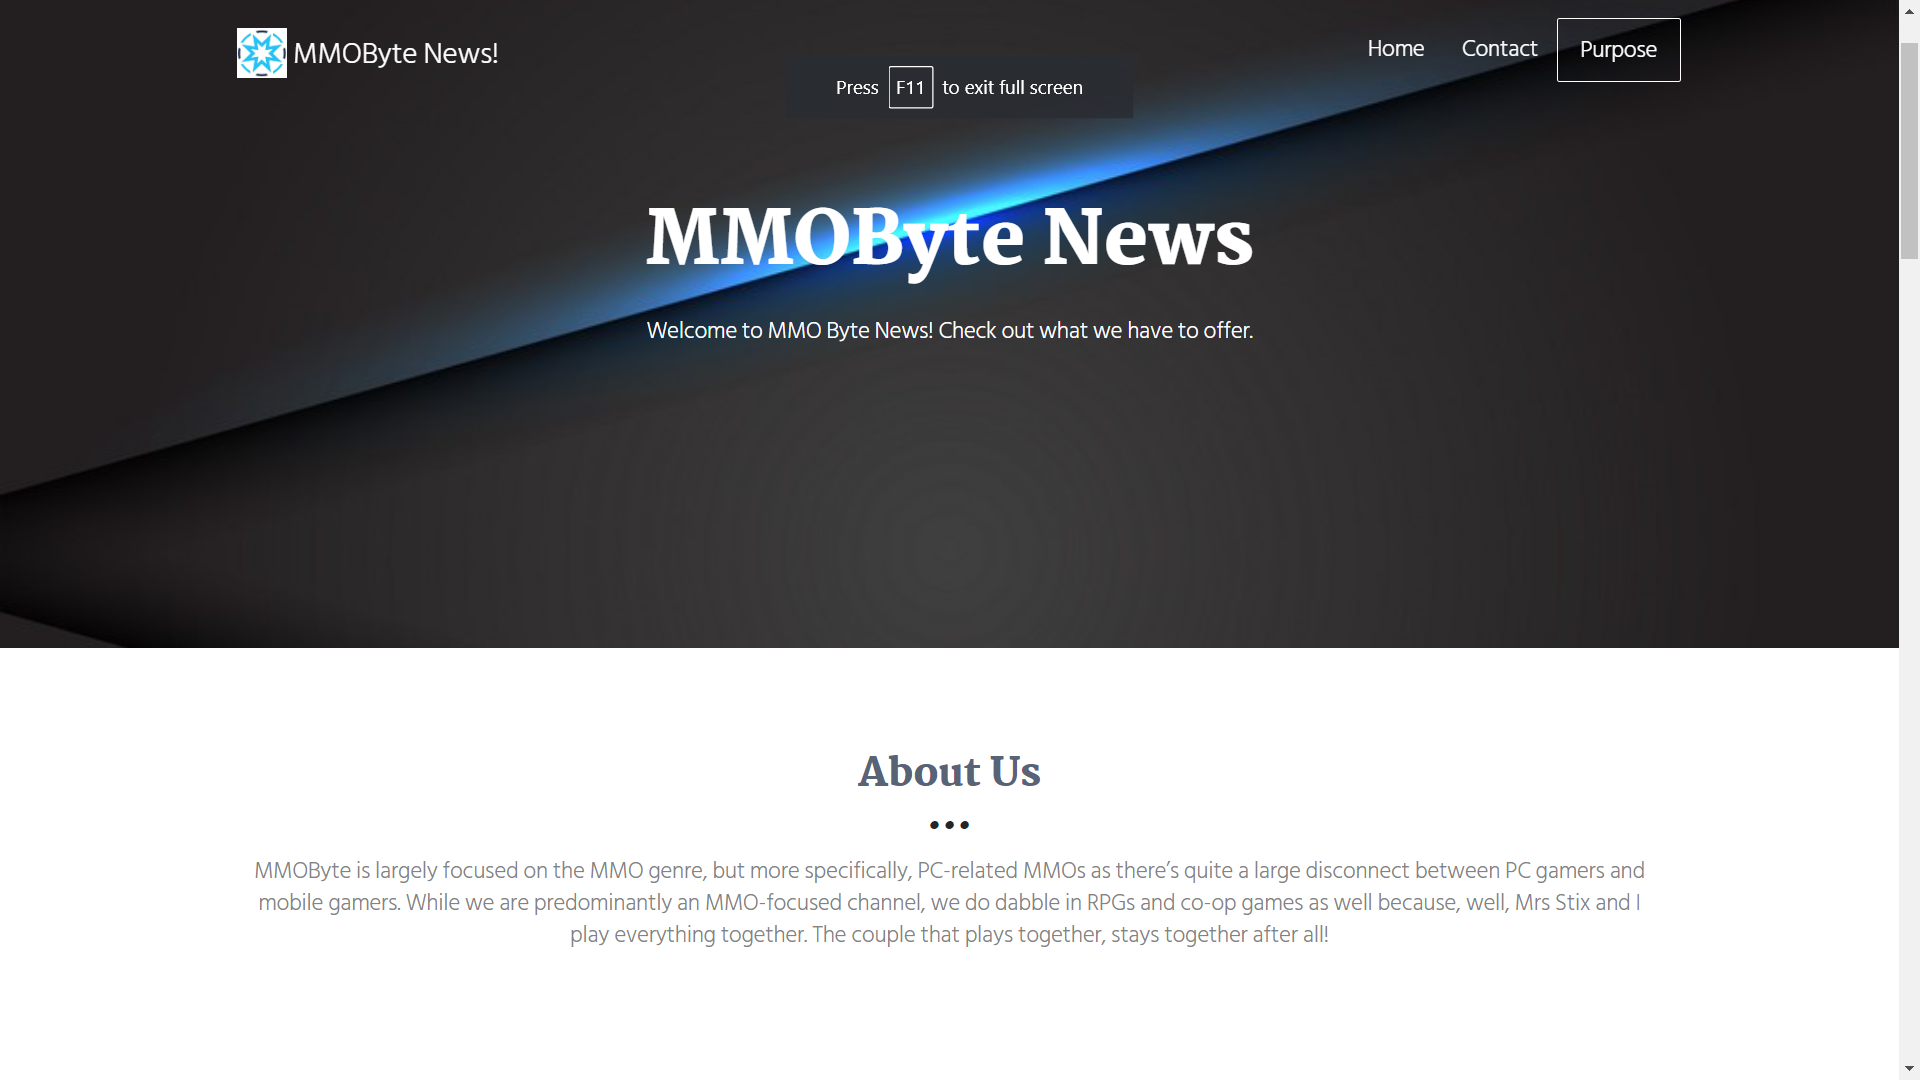 MMOByte News!
Home
Contact
Purpose
Press F11 to exit full screen
MMOByte News
Welcome to MMO Byte News! Check out what we have to offer.
About Us
MMOByte is largely focused on the MMO genre, but more specifically, PC-related MMOs as there’s quite a large disconnect between PC gamers and
mobile gamers. While we are predominantly an MMO-focused channel, we do dabble in RPGs and co-op games as well because, well, Mrs Stix and I
play everything together. The couple that plays together, stays together after all!